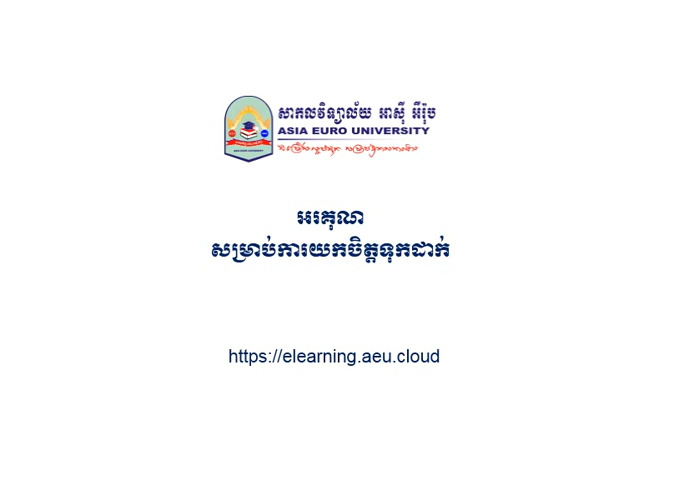 សាកលវិទ្យាល័យ អាស៊ី អឺរ៉ុប
ASIA EURO UNIVERSITY
អរគុណ
សម្រាប់ការយកចិត្តទុកដាក់
https://elearning.aeu.cloud